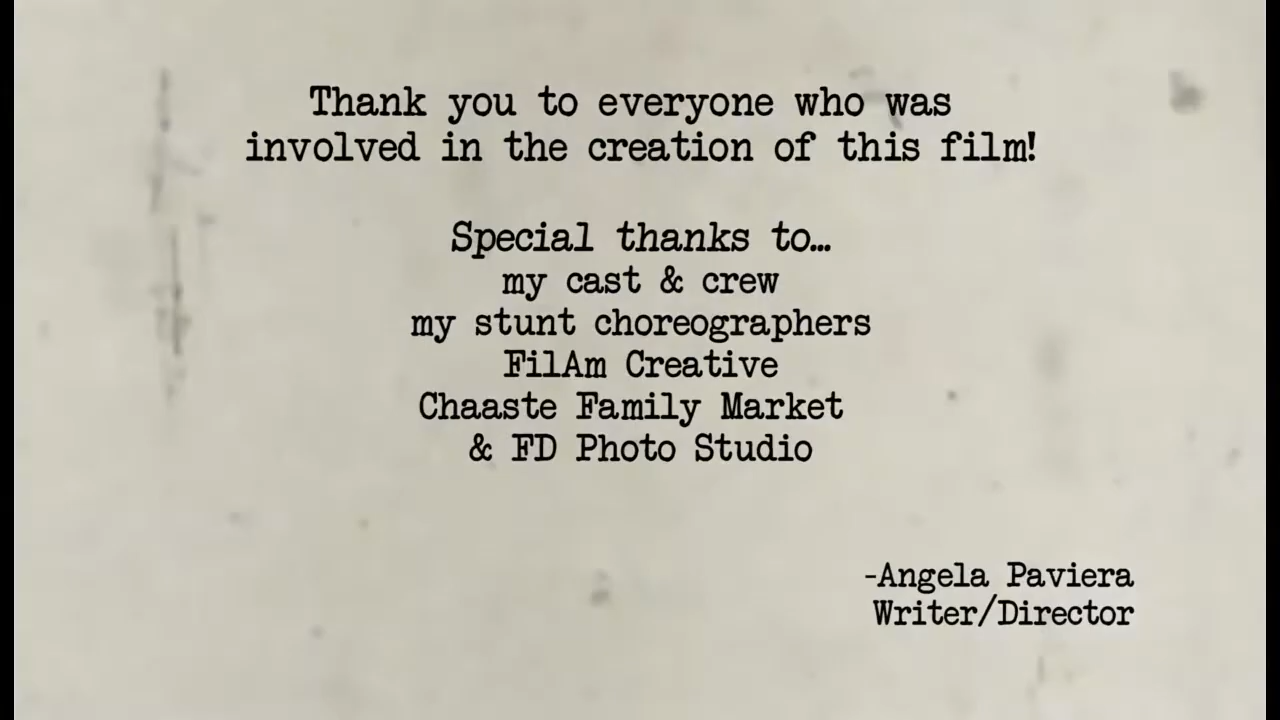 Thank you to everyone who was
involved in the creation of this film!
Special thanks to...
my cast & crew
my stunt choreographers
FilAm Creative
Chaaste Family Market
& FD Photo Studio
-Angela Paviera
Writer/Director